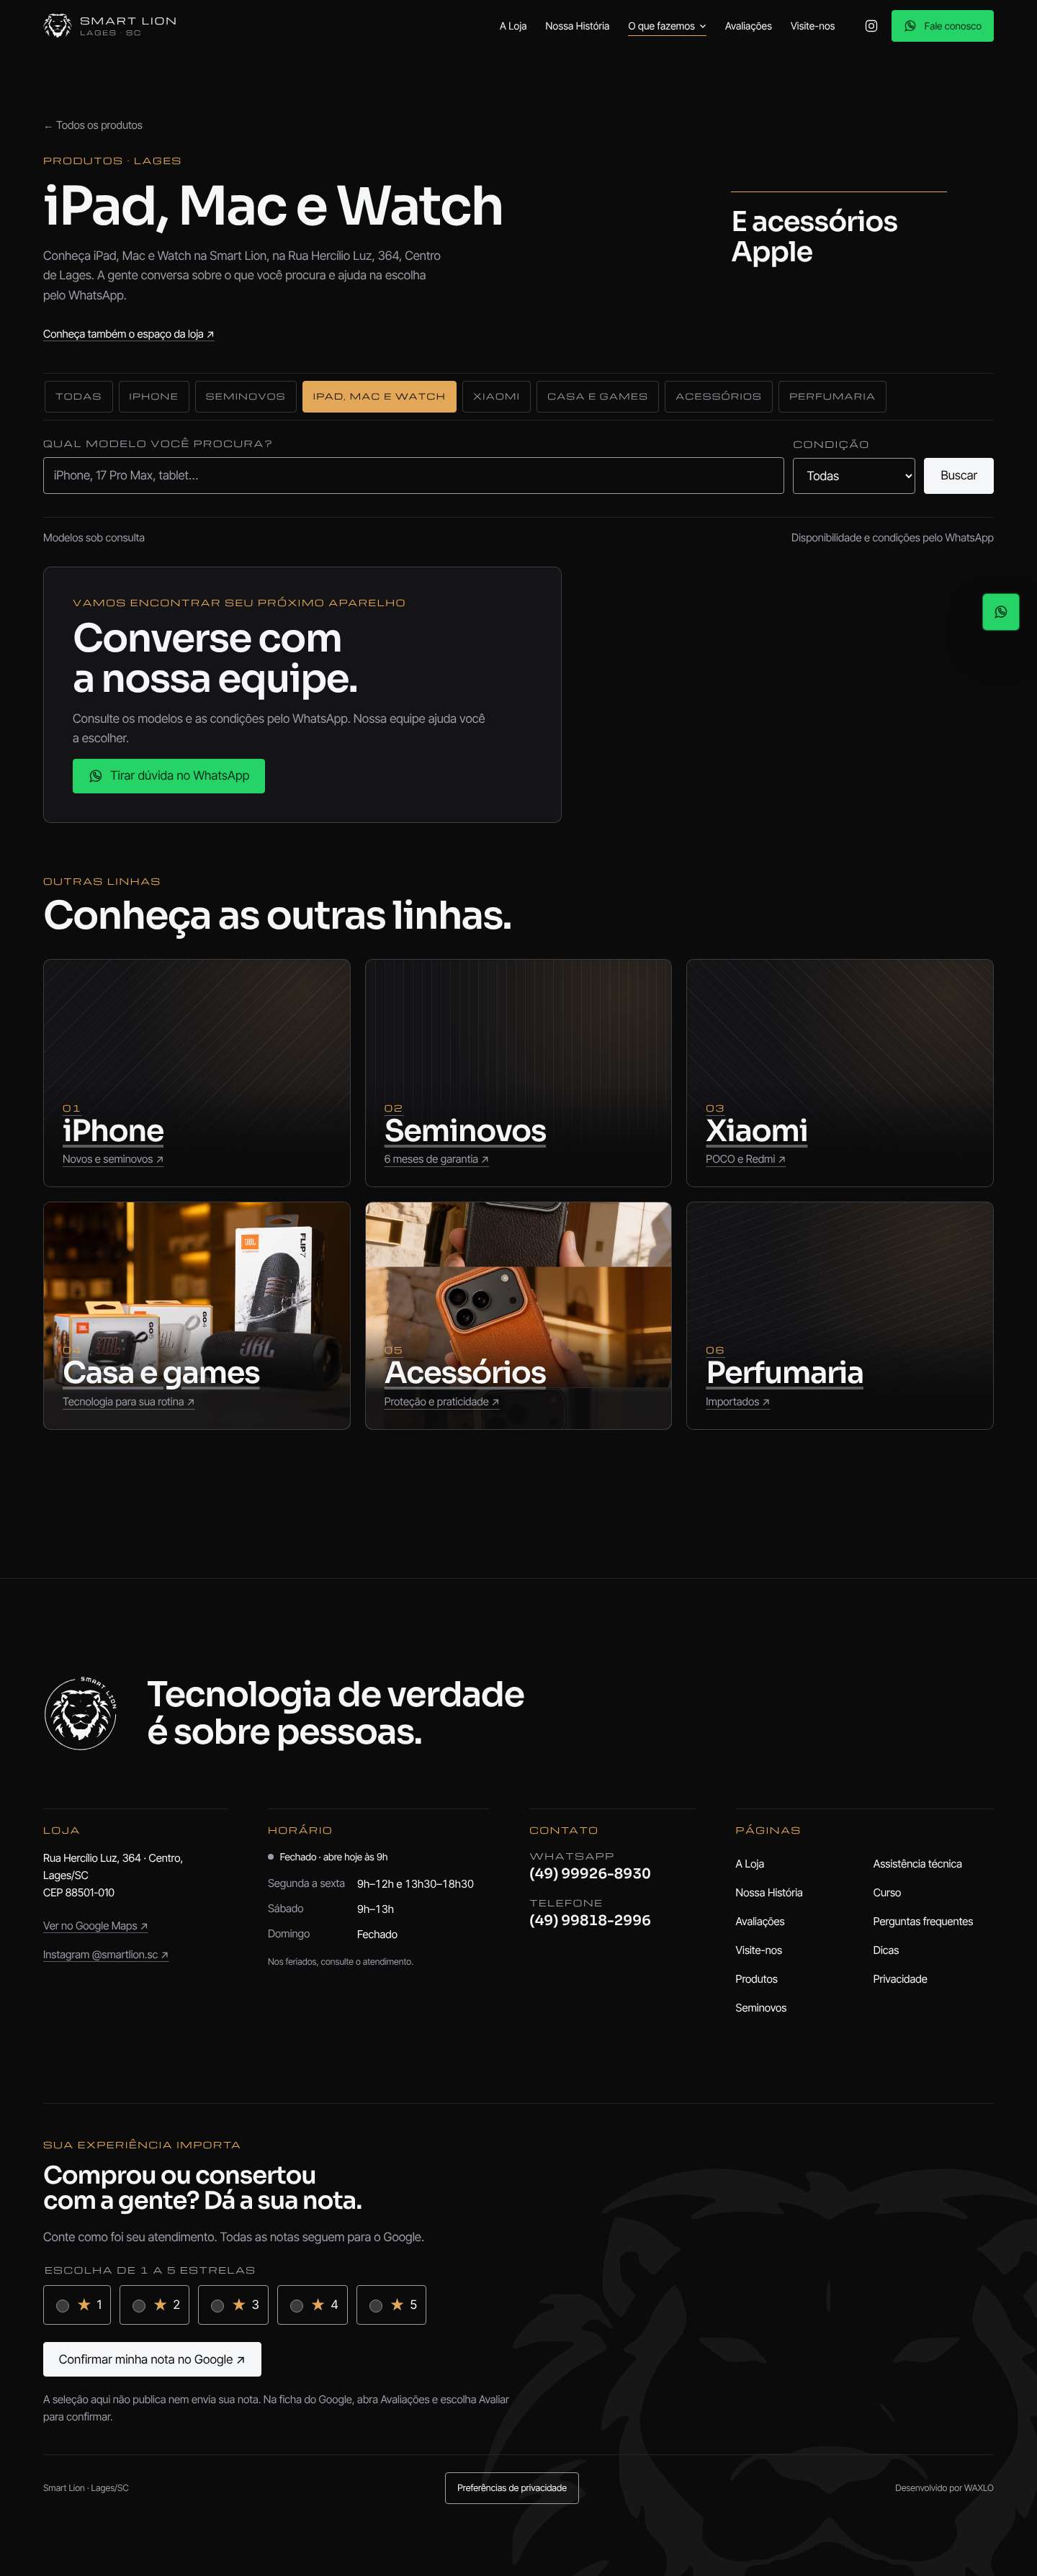 SMART LION
LAGES · SC
A Loja
Nossa História
O que fazemos
Avaliações
Visite-nos
Fale conosco
← Todos os produtos
PRODUTOS · LAGES
iPad, Mac e Watch
Conheça iPad, Mac e Watch na Smart Lion, na Rua Hercílio Luz, 364, Centro
de Lages. A gente conversa sobre o que você procura e ajuda na escolha
pelo WhatsApp.
Conheça também o espaço da loja ↗
E acessórios
Apple
TODAS
IPHONE
SEMINOVOS
IPAD, MAC E WATCH
XIAOMI
CASA E GAMES
ACESSÓRIOS
PERFUMARIA
QUAL MODELO VOCÊ PROCURA?
CONDIÇÃO
iPhone, 17 Pro Max, tablet...
Todas
Buscar
Modelos sob consulta
Disponibilidade e condições pelo WhatsApp
VAMOS ENCONTRAR SEU PRÓXIMO APARELHO
Converse com
a nossa equipe.
Consulte os modelos e as condições pelo WhatsApp. Nossa equipe ajuda você
a escolher.
Tirar dúvida no WhatsApp
OUTRAS LINHAS
Conheça as outras linhas.
01
iPhone
Novos e seminovos ↗
02
Seminovos
6 meses de garantia ↗
03
Xiaomi
POCO e Redmi ↗
JBL
FLIP7
JBL
GO4
JBL
04
Casa e games
Tecnologia para sua rotina ↗
05
Acessórios
Proteção e praticidade ↗
06
Perfumaria
Importados ↗
SMART LION
Tecnologia de verdade
é sobre pessoas.
LOJA
Rua Hercílio Luz, 364 · Centro,
Lages/SC
CEP 88501-010
Ver no Google Maps ↗
Instagram @smartlion.sc ↗
HORÁRIO
Fechado · abre hoje às 9h
Segunda a sexta 9h–12h e 13h30–18h30
Sábado 9h–13h
Domingo Fechado
Nos feriados, consulte o atendimento.
CONTATO
WHATSAPP
(49) 99926-8930
TELEFONE
(49) 99818-2996
PÁGINAS
A Loja
Nossa História
Avaliações
Visite-nos
Produtos
Seminovos
Assistência técnica
Curso
Perguntas frequentes
Dicas
Privacidade
SUA EXPERIÊNCIA IMPORTA
Comprou ou consertou
com a gente? Dá a sua nota.
Conte como foi seu atendimento. Todas as notas seguem para o Google.
ESCOLHA DE 1 A 5 ESTRELAS
★ 1
★ 2
★ 3
★ 4
★ 5
Confirmar minha nota no Google ↗
A seleção aqui não publica nem envia sua nota. Na ficha do Google, abra Avaliações e escolha Avaliar
para confirmar.
Smart Lion · Lages/SC
Preferências de privacidade
Desenvolvido por WAXLO